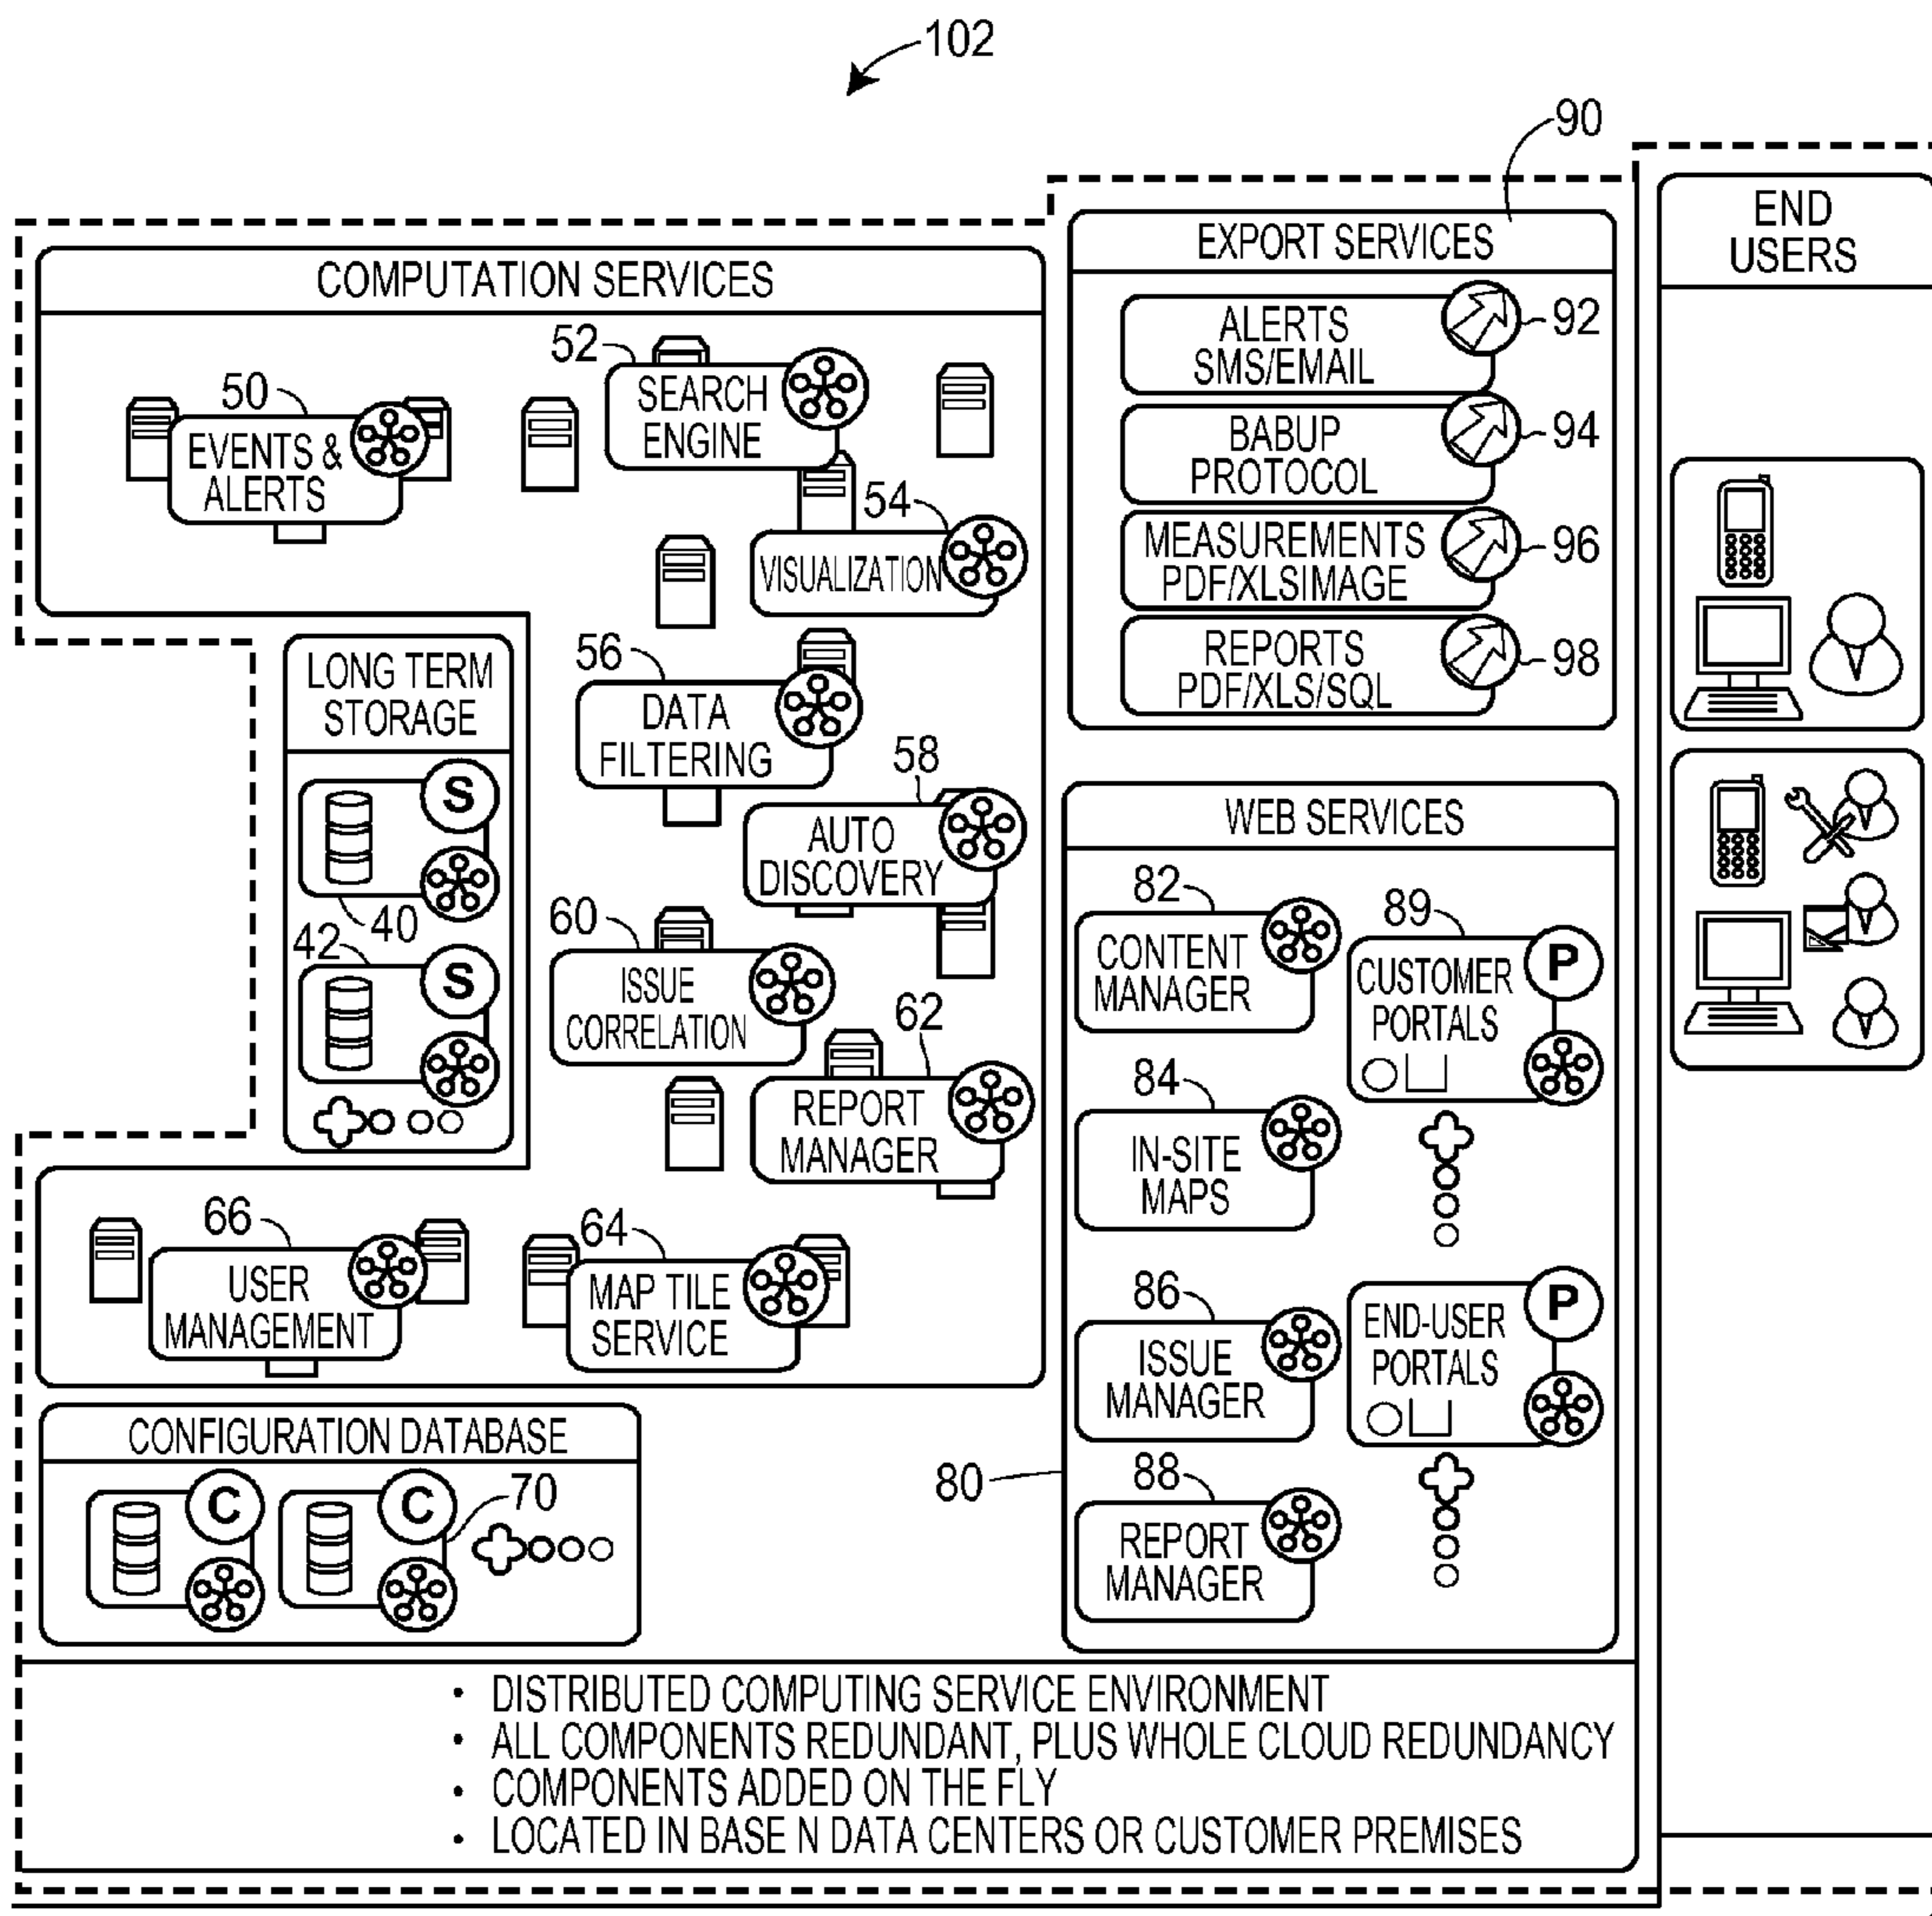 102
90
EXPORT SERVICES
ALERTS
SMS/EMAIL
92
BABUP
PROTOCOL
94
MEASUREMENTS
PDF/XLSIMAGE
96
REPORTS
PDF/XLS/SQL
98
END
USERS
COMPUTATION SERVICES
50
EVENTS &
ALERTS
52
SEARCH
ENGINE
54
VISUALIZATION
56
DATA
FILTERING
58
AUTO
DISCOVERY
60
ISSUE
CORRELATION
62
REPORT
MANAGER
LONG TERM
STORAGE
S
40
42
S
66
USER
MANAGEMENT
64
MAP TILE
SERVICE
WEB SERVICES
82
CONTENT
MANAGER
89
CUSTOMER
PORTALS
P
84
IN-SITE
MAPS
86
ISSUE
MANAGER
END-USER
PORTALS
P
80
88
REPORT
MANAGER
CONFIGURATION DATABASE
C
C
70
• DISTRIBUTED COMPUTING SERVICE ENVIRONMENT
• ALL COMPONENTS REDUNDANT, PLUS WHOLE CLOUD REDUNDANCY
• COMPONENTS ADDED ON THE FLY
• LOCATED IN BASE N DATA CENTERS OR CUSTOMER PREMISES